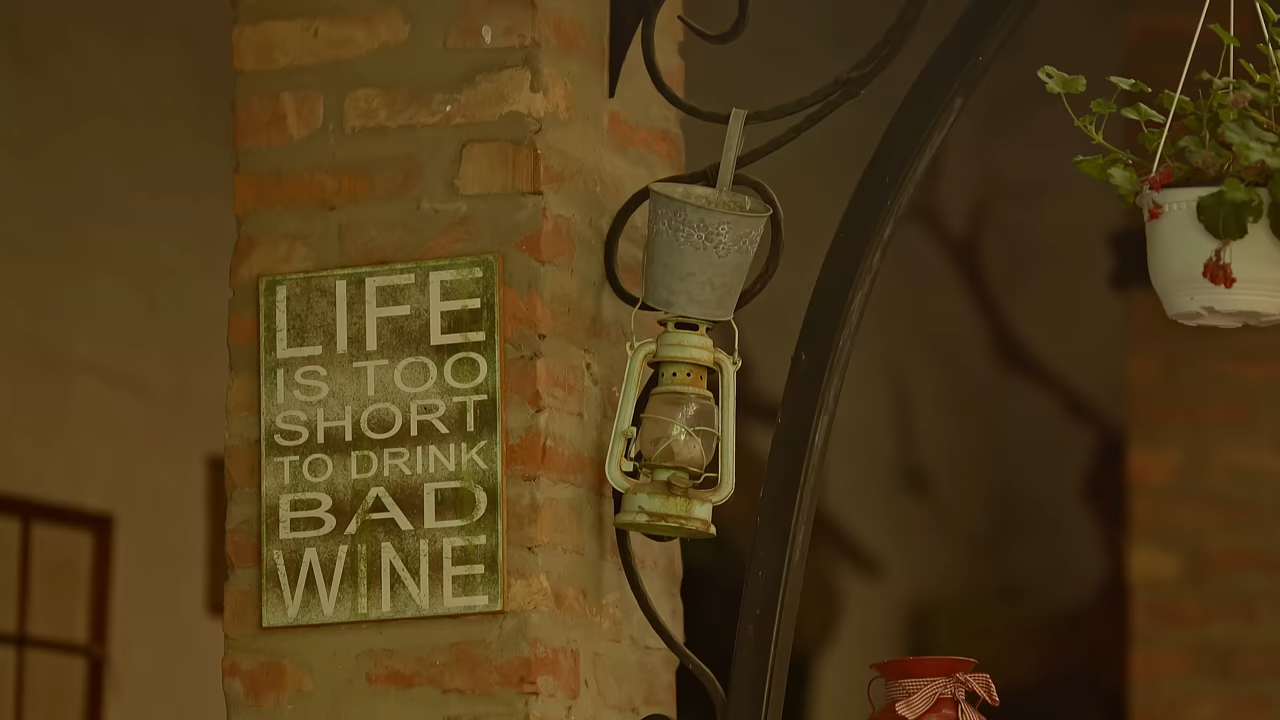 LIFE
IS TOO
SHORT
TO DRINK
BAD
WINE